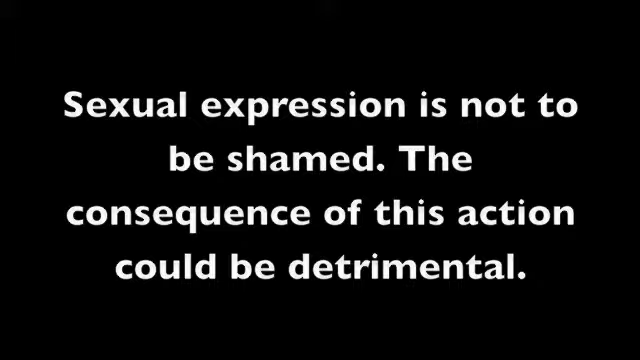 Sexual expression is not to
be shamed. The
consequence of this action
could be detrimental.